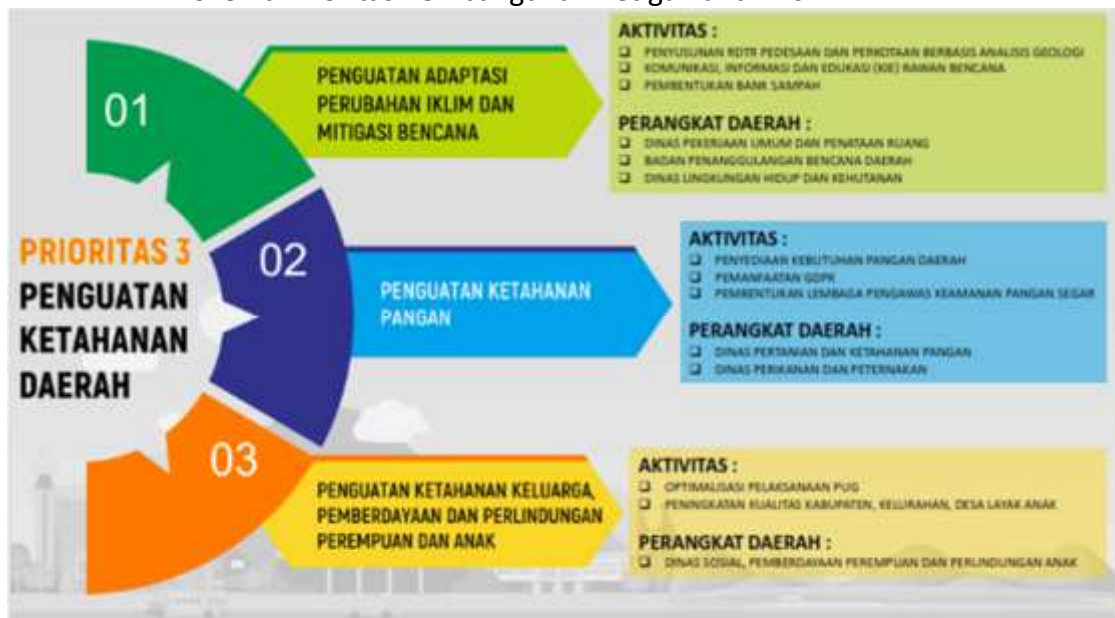 01
PENGUATAN ADAPTASI
PERUBAHAN IKLIM DAN
MITIGASI BENCANA
AKTIVITAS :
PENYUSUNAN RDTR PEDESAAN DAN PERKOTAAN BERBASIS ANALISIS GEOLOGI
KOMUNIKASI, INFORMASI DAN EDUKASI (KIE) RAWAN BENCANA
PEMBENTUKAN BANK SAMPAH
PERANGKAT DAERAH :
DINAS PEKERJAAN UMUM DAN PENATAAN RUANG
BADAN PENANGGULANGAN BENCANA DAERAH
DINAS LINGKUNGAN HIDUP DAN KEHUTANAN
PRIORITAS 3
PENGUATAN
KETAHANAN
DAERAH
02
PENGUATAN KETAHANAN
PANGAN
AKTIVITAS :
PENYEDIAAN KEBUTUHAN PANGAN DAERAH
PEMANFAATAN GDPK
PEMBENTUKAN LEMBAGA PENGAWAS KEAMANAN PANGAN SEGAR
PERANGKAT DAERAH :
DINAS PERTANIAN DAN KETAHANAN PANGAN
DINAS PERIKANAN DAN PETERNAKAN
03
PENGUATAN KETAHANAN KELUARGA,
PEMBERDAYAAN DAN PERLINDUNGAN
PEREMPUAN DAN ANAK
AKTIVITAS :
OPTIMALISASI PELAKSANAAN PUG
PENINGKATAN KUALITAS KABUPATEN, KELURAHAN, DESA LAYAK ANAK
PERANGKAT DAERAH :
DINAS SOSIAL, PEMBERDAYAAN PEREMPUAN DAN PERLINDUNGAN ANAK